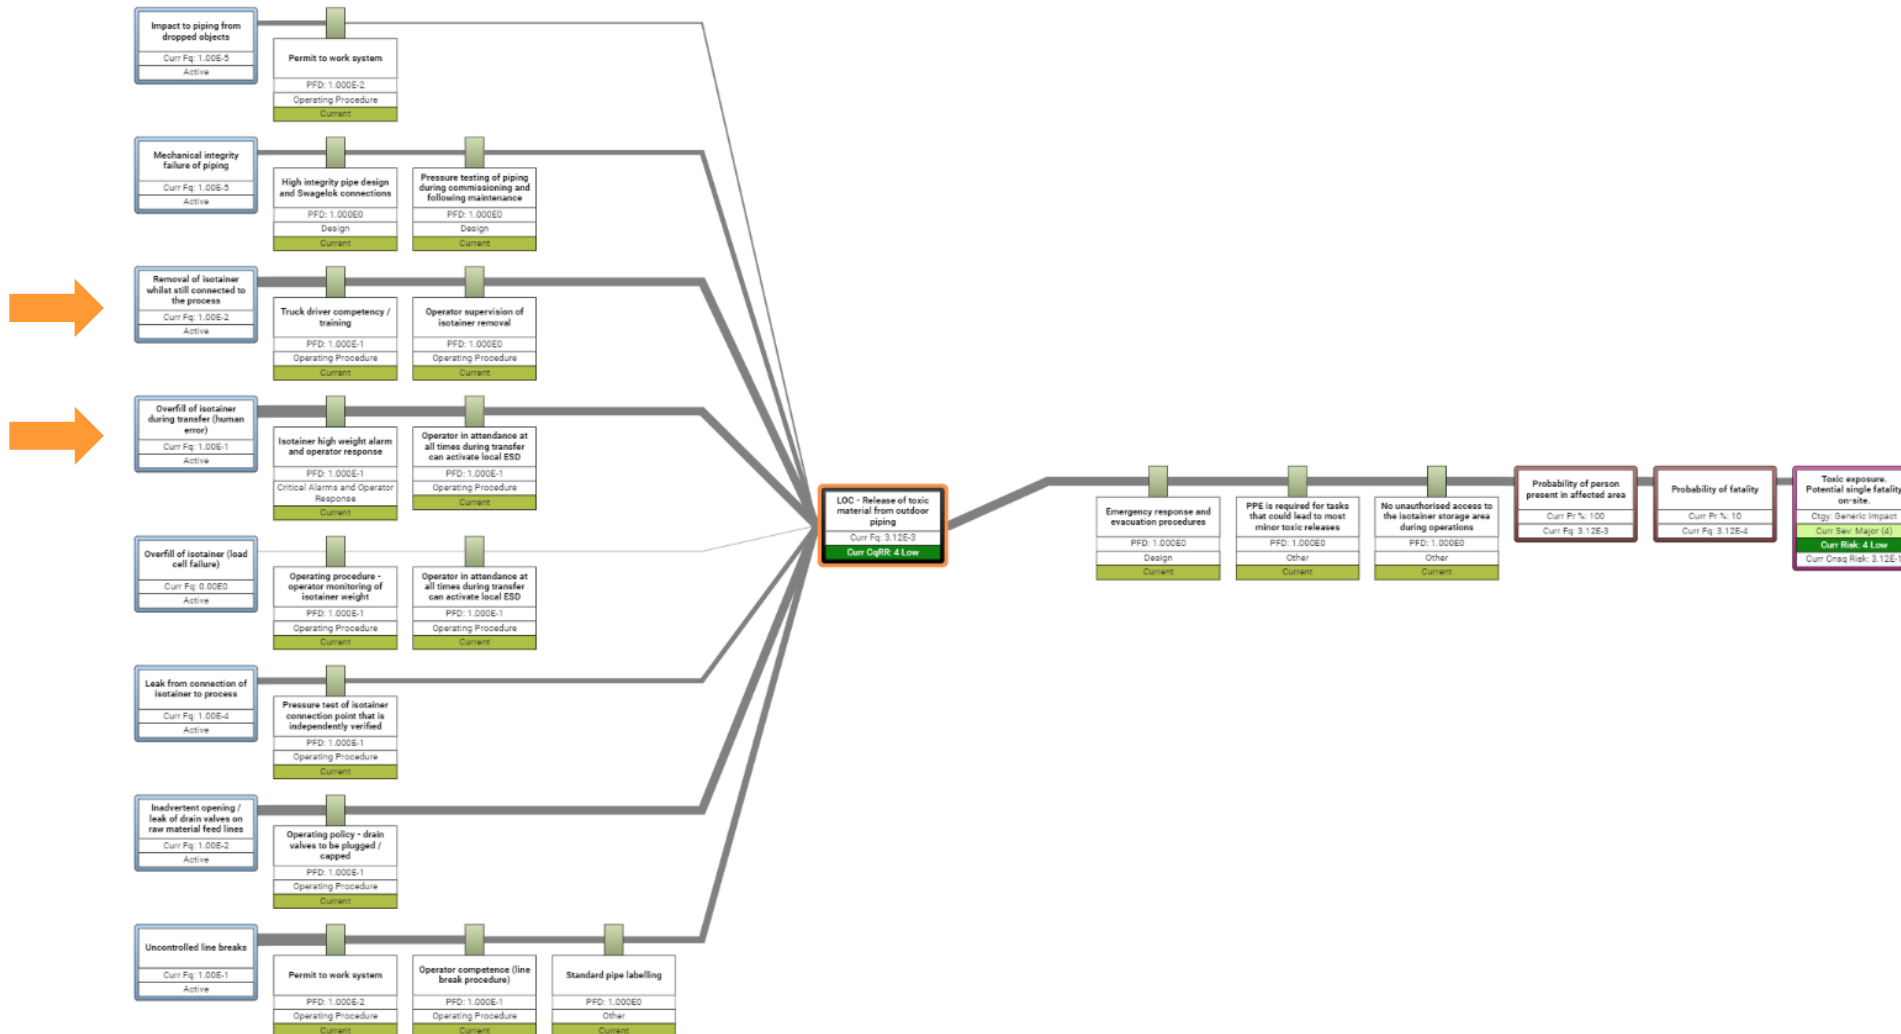 Impact to piping from
dropped objects
Curr Fq: 1.00E-5
Active
Permit to work system
PFD: 1.000E-2
Operating Procedure
Current
Mechanical integrity
failure of piping
Curr Fq: 1.00E-5
Active
High integrity pipe design
and Swagelok connections
PFD: 1.000E0
Design
Current
Pressure testing of piping
during commissioning and
following maintenance
PFD: 1.000E0
Design
Current
Removal of isotainer
whilst still connected to
the process
Curr Fq: 1.00E-2
Active
Truck driver competency /
training
PFD: 1.000E-1
Operating Procedure
Current
Operator supervision of
isotainer removal
PFD: 1.000E0
Operating Procedure
Current
Overfill of isotainer
during transfer (human
error)
Curr Fq: 1.00E-1
Active
Isotainer high weight alarm
and operator response
PFD: 1.000E-1
Critical Alarms and Operator
Response
Current
Operator in attendance at
all times during transfer
can activate local ESD
PFD: 1.000E-1
Operating Procedure
Current
Overfill of isotainer (load
cell failure)
Curr Fq: 0.00E0
Active
Operating procedure -
operator monitoring of
isotainer weight
PFD: 1.000E-1
Operating Procedure
Current
Operator in attendance at
all times during transfer
can activate local ESD
PFD: 1.000E-1
Operating Procedure
Current
Leak from connection of
isotainer to process
Curr Fq: 1.00E-4
Active
Pressure test of isotainer
connection point that is
independently verified
PFD: 1.000E-1
Operating Procedure
Current
Inadvertent opening /
leak of drain valves on
raw material feed lines
Curr Fq: 1.00E-2
Active
Operating policy - drain
valves to be plugged /
capped
PFD: 1.000E-1
Operating Procedure
Current
Uncontrolled line breaks
Curr Fq: 1.00E-1
Active
Permit to work system
PFD: 1.000E-2
Operating Procedure
Current
Operator competence (line
break procedure)
PFD: 1.000E-1
Operating Procedure
Current
Standard pipe labelling
PFD: 1.000E0
Other
Current
LOC - Release of toxic
material from outdoor
piping
Curr Fq: 3.12E-3
Curr CqRR: 4 Low
Emergency response and
evacuation procedures
PFD: 1.000E0
Design
Current
PPE is required for tasks
that could lead to most
minor toxic releases
PFD: 1.000E0
Other
Current
No unauthorised access to
the isotainer storage area
during operations
PFD: 1.000E0
Other
Current
Probability of person
present in affected area
Curr Pr %: 100
Curr Fq: 3.12E-3
Probability of fatality
Curr Pr %: 10
Curr Fq: 3.12E-4
Toxic exposure.
Potential single fatality
on-site.
Ctgy: Generic Impact
Curr Sev: Major (4)
Curr Risk: 4 Low
Curr Cnsq Risk: 3.12E-1